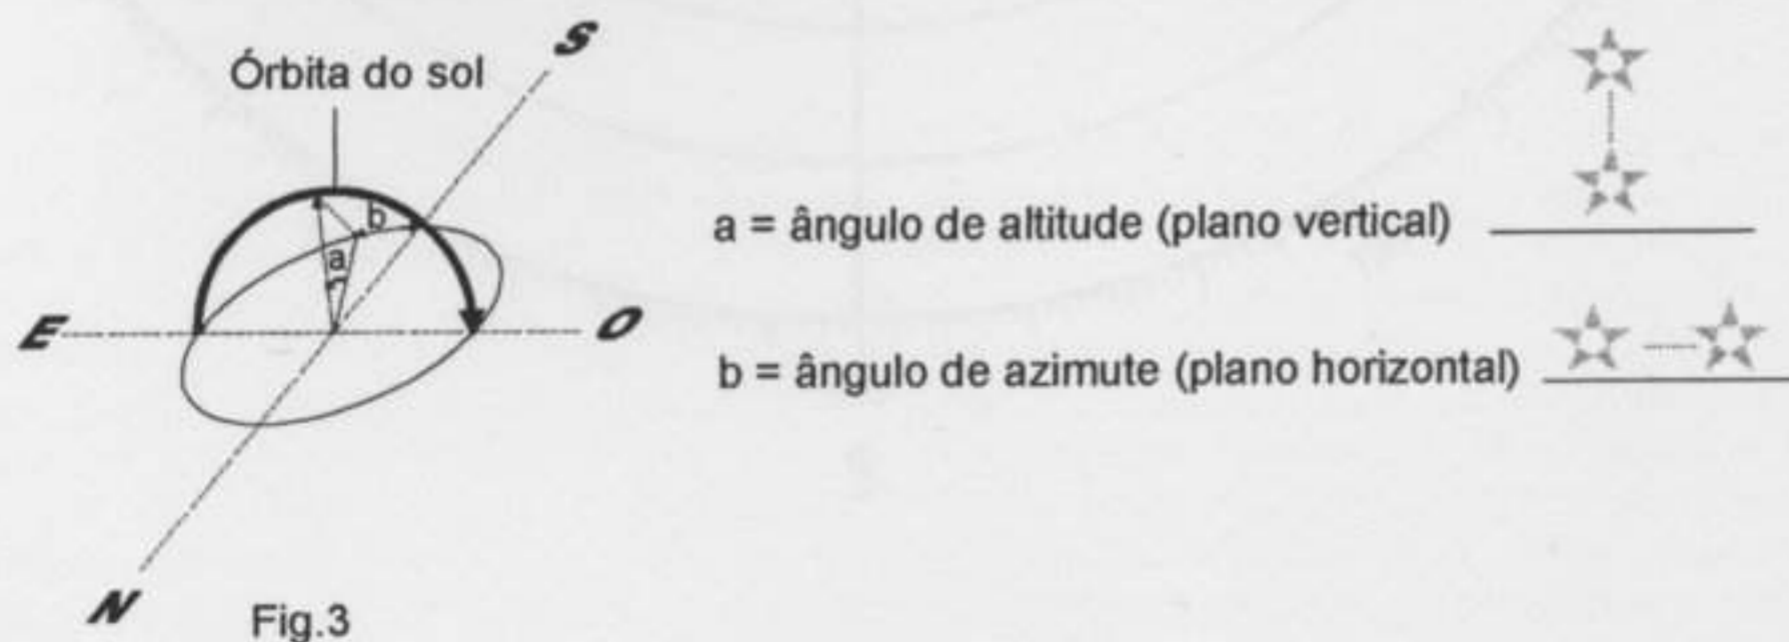 S
Órbita do sol
b
a
E
O
N
Fig.3
a = ângulo de altitude (plano vertical)
b = ângulo de azimute (plano horizontal)